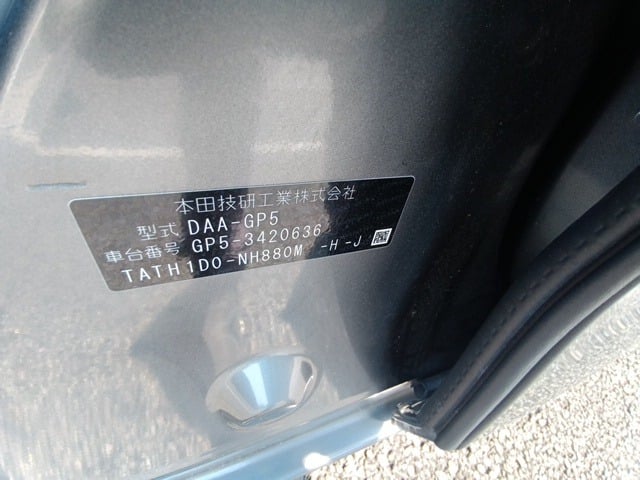 本田技研工業株式会社
型式 DAA-GP5
車台番号 GP5-3420636
TATH1D0-NH880M -H -J